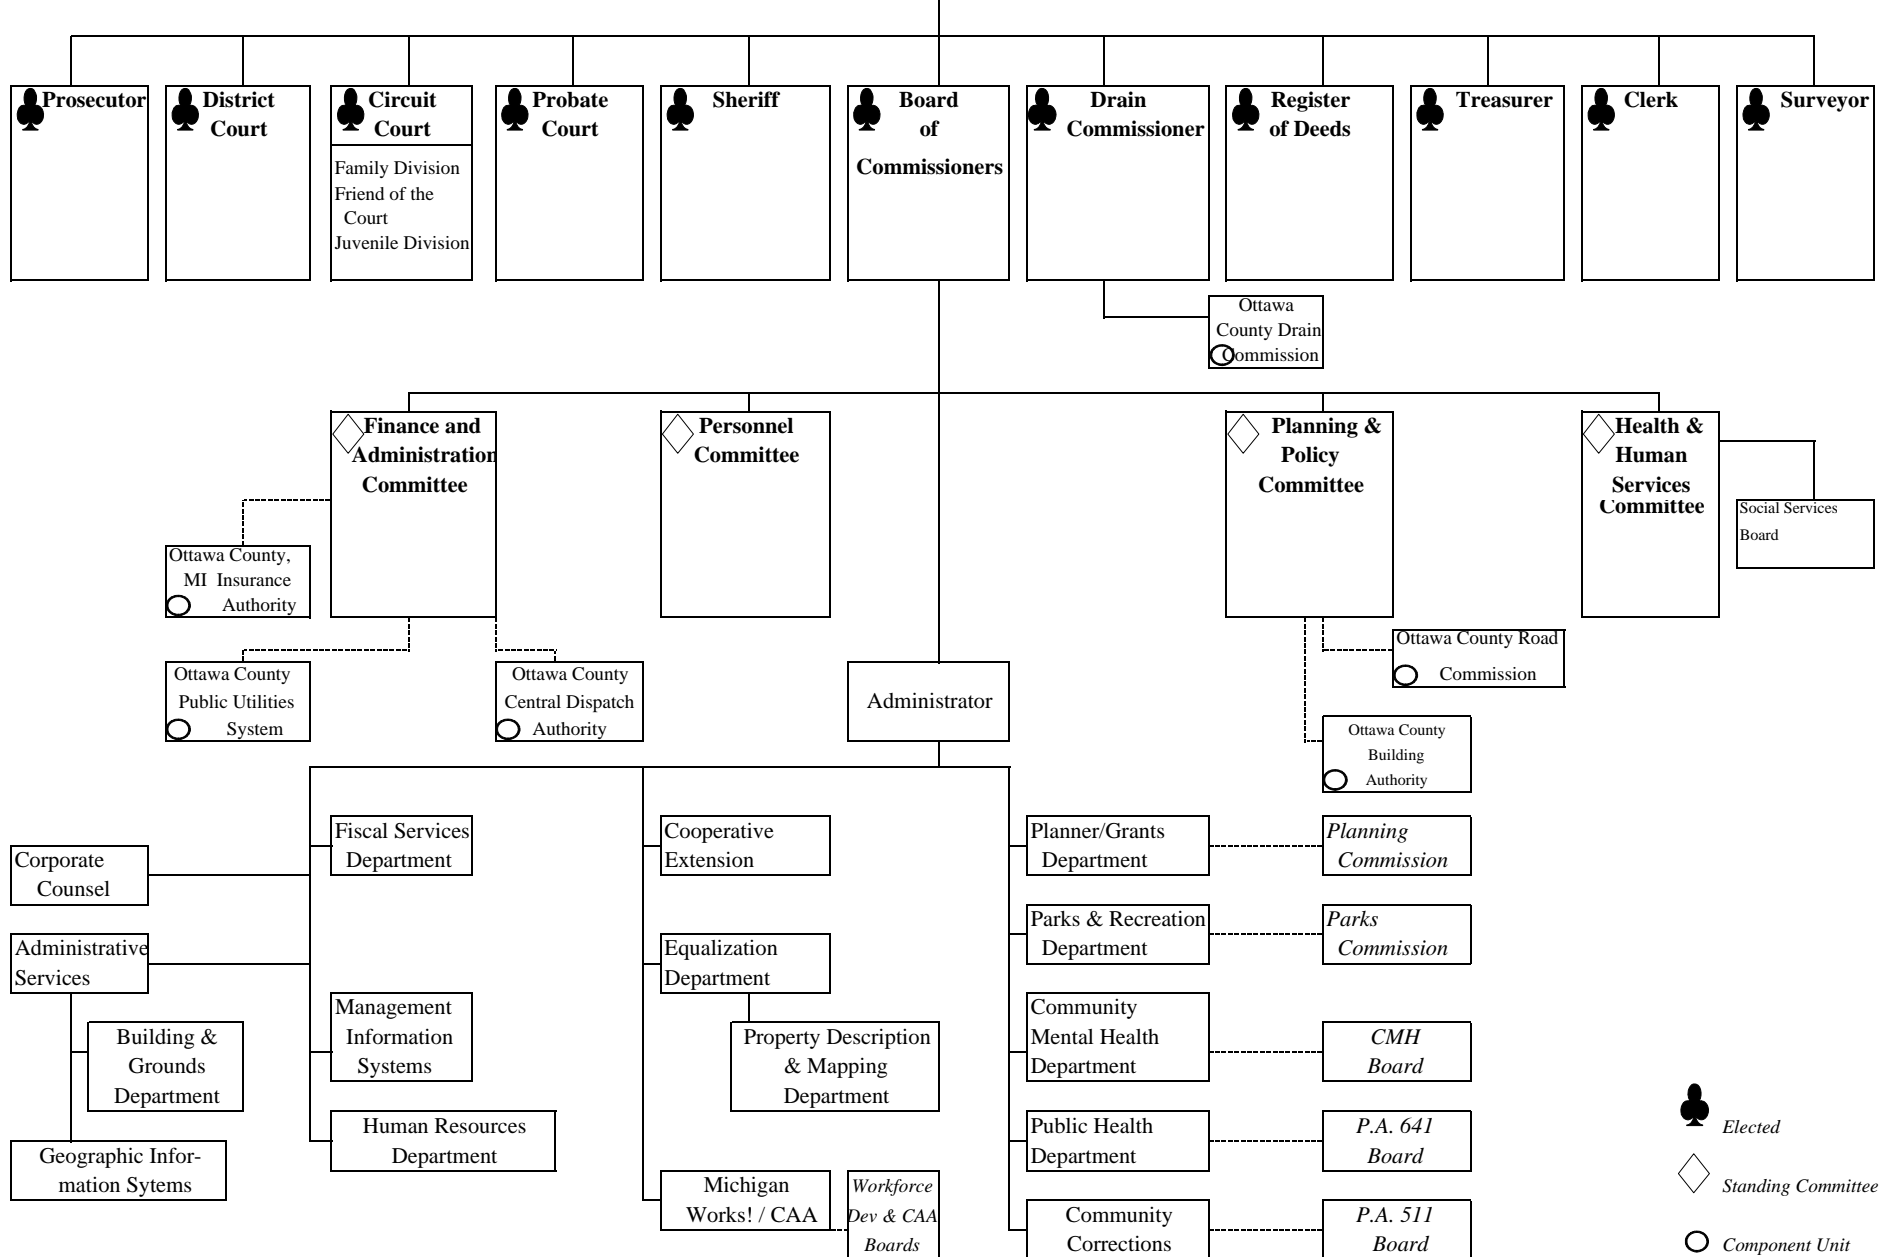 Prosecutor
District
Court
Circuit
Court
Family Division
Friend of the
Court
Juvenile Division
Probate
Court
Sheriff
Board
of
Commissioners
Drain
Commissioner
Register
of Deeds
Treasurer
Clerk
Surveyor
Ottawa
County Drain
Commission
Finance and
Administration
Committee
Personnel
Committee
Planning &
Policy
Committee
Health &
Human
Services
Committee
Social Services
Board
Ottawa County,
MI Insurance
Authority
Ottawa County
Public Utilities
System
Ottawa County
Central Dispatch
Authority
Administrator
Ottawa County Road
Commission
Ottawa County
Building
Authority
Corporate
Counsel
Administrative
Services
Building &
Grounds
Department
Geographic Infor-
mation Sytems
Fiscal Services
Department
Management
Information
Systems
Human Resources
Department
Cooperative
Extension
Equalization
Department
Property Description
& Mapping
Department
Michigan
Works! / CAA
Workforce
Dev & CAA
Boards
Planner/Grants
Department
Planning
Commission
Parks & Recreation
Department
Parks
Commission
Community
Mental Health
Department
CMH
Board
Public Health
Department
P.A. 641
Board
Community
Corrections
P.A. 511
Board
Elected
Standing Committee
Component Unit